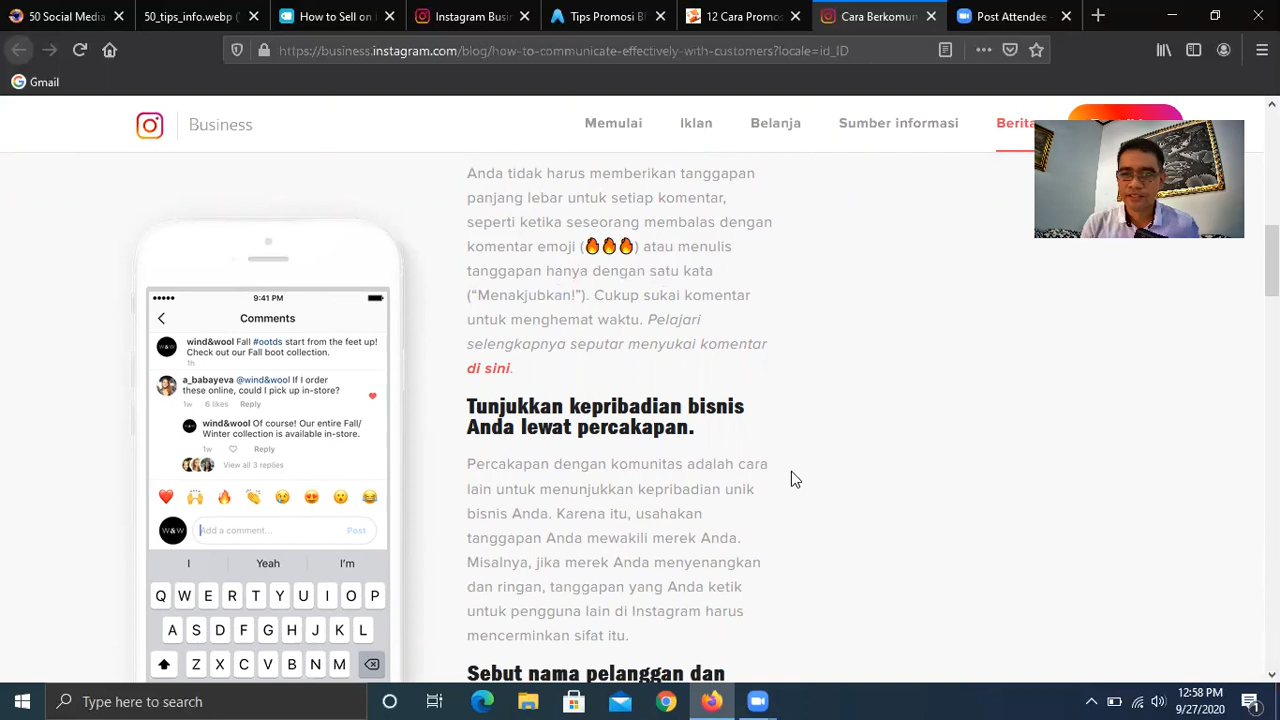 50 Social Media
50_tips_info.webp (
How to Sell on I
Instagram Busin
Tips Promosi Bi
12 Cara Promos
Cara Berkomun
Post Attendee -
https://business.instagram.com/blog/how-to-communicate-effectively-with-customers?locale=id_ID
Gmail
Business
Memulai
Iklan
Belanja
Sumber informasi
Berita
Anda tidak harus memberikan tanggapan
panjang lebar untuk setiap komentar,
seperti ketika seseorang membalas dengan
komentar emoji (🔥🔥🔥) atau menulis
tanggapan hanya dengan satu kata
(“Menakjubkan!”). Cukup sukai komentar
untuk menghemat waktu. Pelajari
selengkapnya seputar menyukai komentar
di sini.
Tunjukkan kepribadian bisnis
Anda lewat percakapan.
Percakapan dengan komunitas adalah cara
lain untuk menunjukkan kepribadian unik
bisnis Anda. Karena itu, usahakan
tanggapan Anda mewakili merek Anda.
Misalnya, jika merek Anda menyenangkan
dan ringan, tanggapan yang Anda ketik
untuk pengguna lain di Instagram harus
mencerminkan sifat itu.
Sebut nama pelanggan dan
9:41 PM
Comments
W&W
wind&wool Fall #ootds start from the feet up!
Check out our Fall boot collection.
1h
a_babayeva @wind&wool If I order
these online, could I pick up in-store?
1w 6 likes Reply
wind&wool Of course! Our entire Fall/
Winter collection is available in-store.
1w Reply
View all 3 replies
W&W
Add a comment...
Post
I Yeah I'm
Q W E R T Y U I O P
A S D F G H J K L
Z X C V B N M
Type here to search
12:58 PM
9/27/2020
1